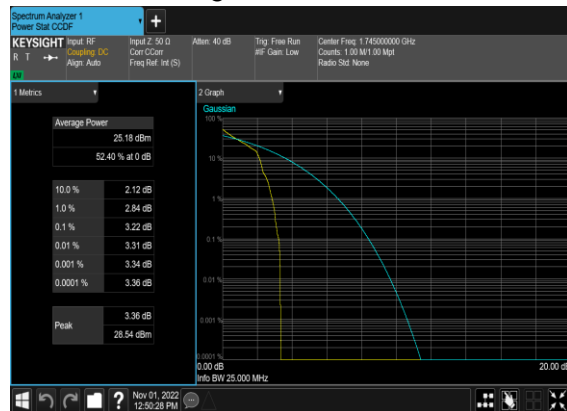 Spectrum Analyzer 1
Power Stat CCDF
+
KEYSIGHT
R T
Input: RF
Coupling: DC
Align: Auto
Input Z: 50 Ω
Corr CCorr
Freq Ref: Int (S)
Atten: 40 dB
Trig: Free Run
#IF Gain: Low
Center Freq: 1.745000000 GHz
Counts: 1.00 M/1.00 Mpt
Radio Std: None
1 Metrics
Average Power
25.18 dBm
52.40 % at 0 dB
10.0 % 2.12 dB
1.0 % 2.84 dB
0.1 % 3.22 dB
0.01 % 3.31 dB
0.001 % 3.34 dB
0.0001 % 3.36 dB
Peak
3.36 dB
28.54 dBm
2 Graph
Gaussian
100 %
10 %
1 %
0.1 %
0.01 %
0.001 %
0.0001 %
0.00 dB
20.00 dB
Info BW 25.000 MHz
?
Nov 01, 2022
12:50:28 PM